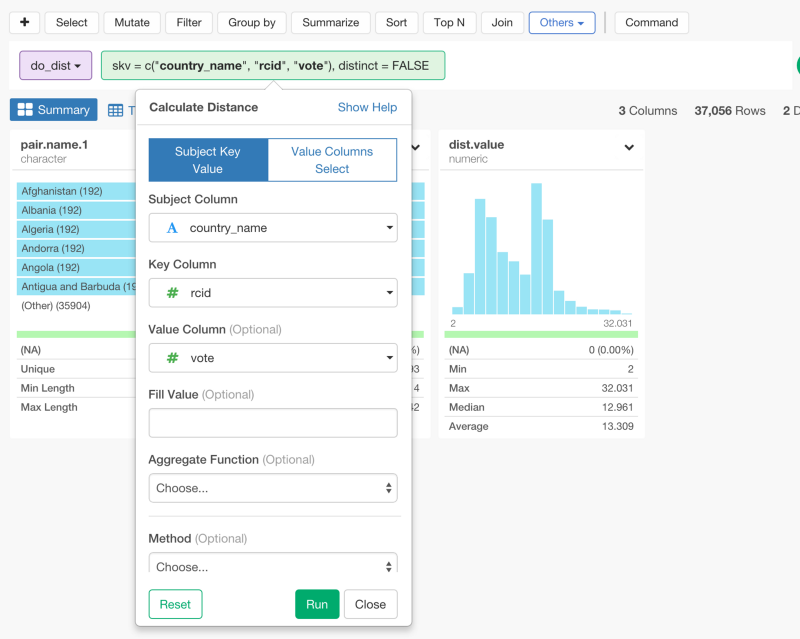 + Select Mutate Filter Group by Summarize Sort Top N Join Others Command
do_dist skv = c("country_name", "rcid", "vote"), distinct = FALSE
Summary T 3 Columns 37,056 Rows 2 D
Calculate Distance Show Help
Subject Key Value
Value Columns Select
Subject Column
A country_name
Key Column
# rcid
Value Column (Optional)
# vote
Fill Value (Optional)
Aggregate Function (Optional)
Choose...
Method (Optional)
Choose...
Reset Run Close
pair.name.1
character
Afghanistan (192)
Albania (192)
Algeria (192)
Andorra (192)
Angola (192)
Antigua and Barbuda (19
(Other) (35904)
(NA)
Unique
Min Length
Max Length
%)
93
4
42
dist.value
numeric
2 32.031
(NA) 0 (0.00%)
Min 2
Max 32.031
Median 12.961
Average 13.309